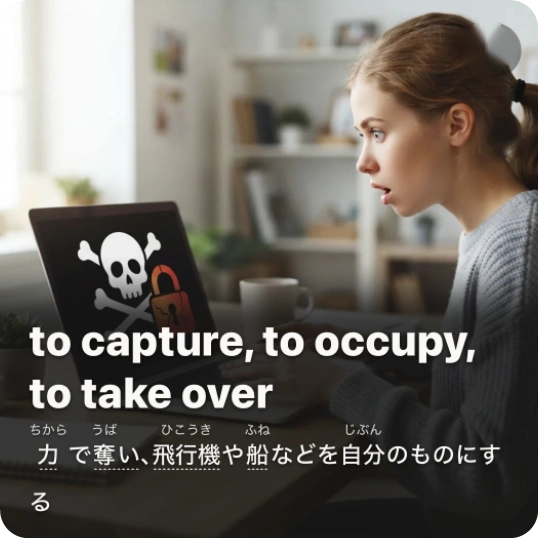 to capture, to occupy,
to take over
ちから うば ひこうき ふね じぶん
力で奪い、飛行機や船などを自分のものにす
る